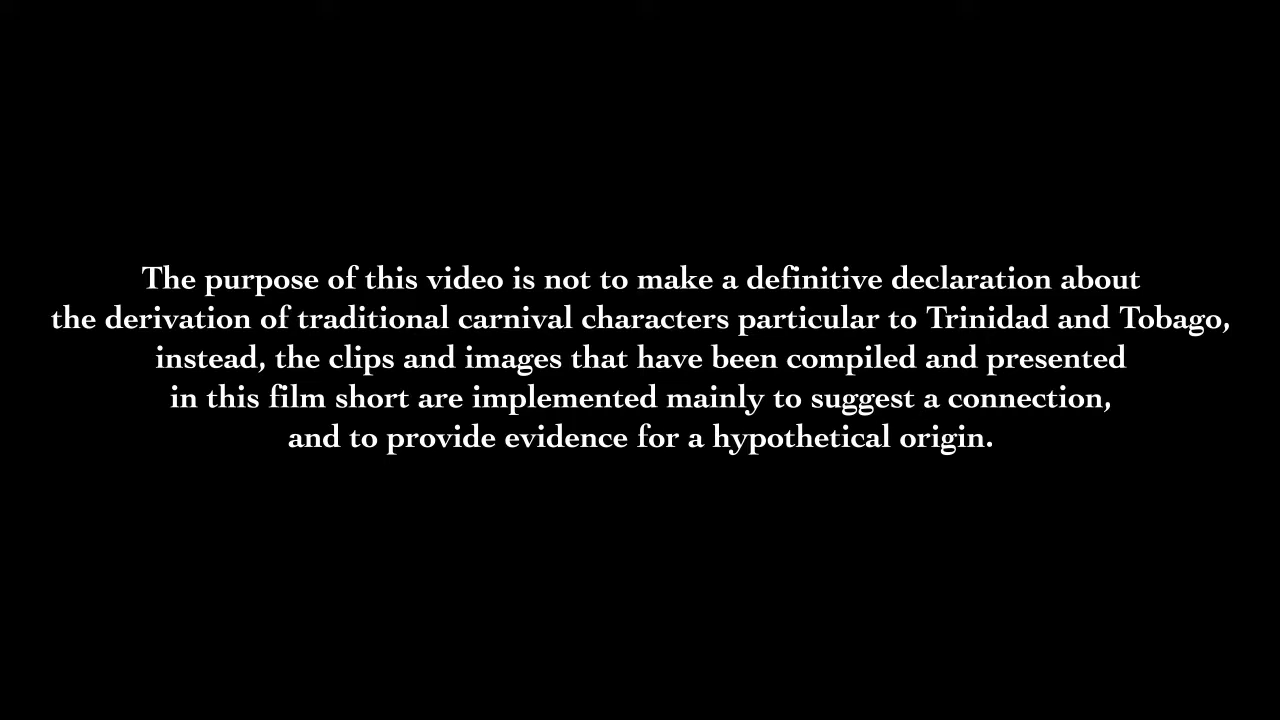 The purpose of this video is not to make a definitive declaration about
the derivation of traditional carnival characters particular to Trinidad and Tobago,
instead, the clips and images that have been compiled and presented
in this film short are implemented mainly to suggest a connection,
and to provide evidence for a hypothetical origin.